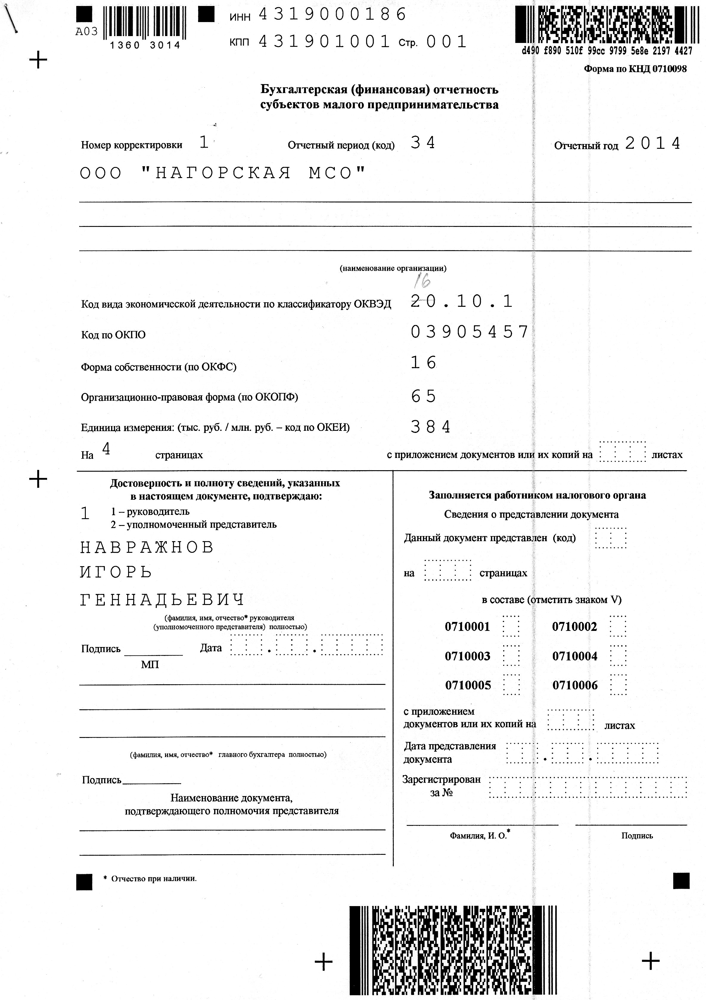 ИНН 4319000186
А03
1360 3014
КПП 431901001 Стр. 001
d490 f890 510f 99cc 9799 5e8e 2197 4427
Форма по КНД 0710098
Бухгалтерская (финансовая) отчетность
субъектов малого предпринимательства
Номер корректировки 1 Отчетный период (код) 34 Отчетный год 2014
ООО "НАГОРСКАЯ МСО"
(наименование организации)
16
Код вида экономической деятельности по классификатору ОКВЭД 20.10.1
Код по ОКПО 03905457
Форма собственности (по ОКФС) 16
Организационно-правовая форма (по ОКОПФ) 65
Единица измерения: (тыс. руб. / млн. руб. – код по ОКЕИ) 384
На 4 страницах с приложением документов или их копий на листах
Достоверность и полноту сведений, указанных
в настоящем документе, подтверждаю:
1 1 – руководитель
2 – уполномоченный представитель
НАВРАЖНОВ
ИГОРЬ
ГЕННАДЬЕВИЧ
(фамилия, имя, отчество* руководителя
(уполномоченного представителя) полностью)
Подпись Дата . .
МП
(фамилия, имя, отчество* главного бухгалтера полностью)
Подпись
Наименование документа,
подтверждающего полномочия представителя
Заполняется работником налогового органа
Сведения о представлении документа
Данный документ представлен (код)
на страницах
в составе (отметить знаком V)
0710001 0710002
0710003 0710004
0710005 0710006
с приложением
документов или их копий на листах
Дата представления
документа . .
Зарегистрирован
за №
Фамилия, И. О.* Подпись
* Отчество при наличии.